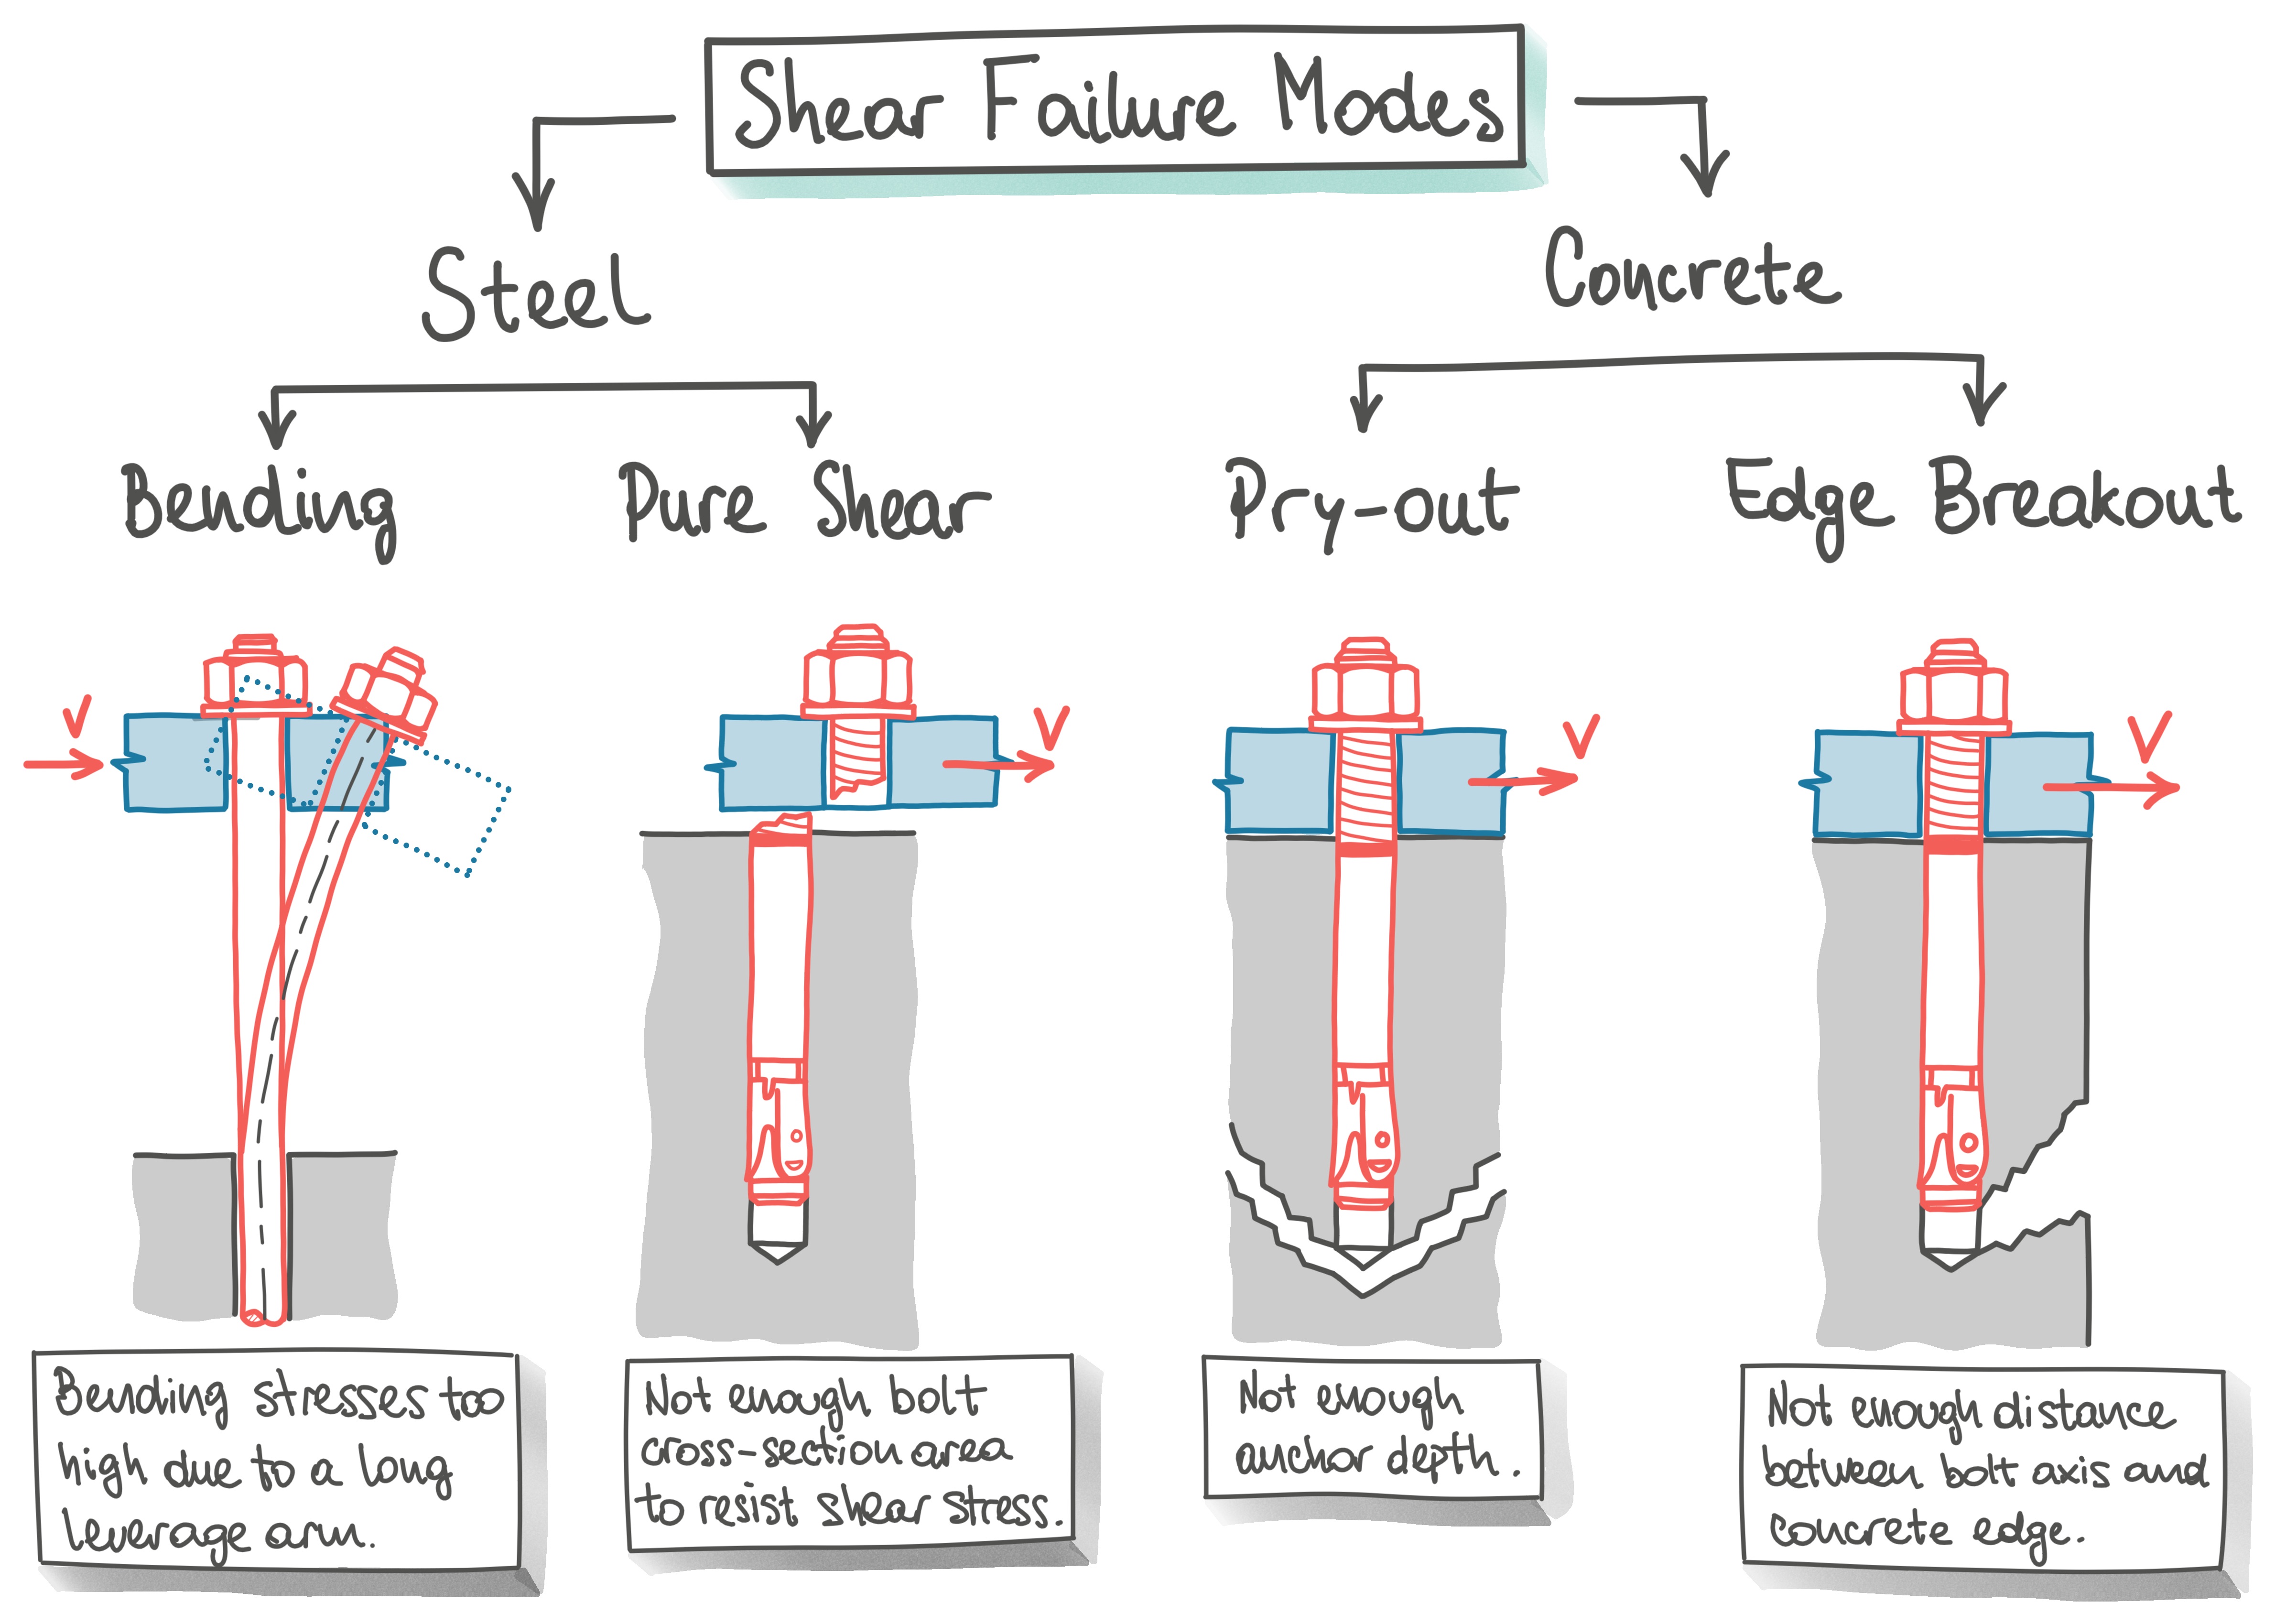 Shear Failure Modes
Steel
Concrete
Bending
Pure Shear
Pry-out
Edge Breakout
V
V
V
V
Bending stresses too
high due to a long
leverage arm.
Not enough bolt
cross-section area
to resist shear stress.
Not enough
anchor depth.
Not enough distance
between bolt axis and
concrete edge.